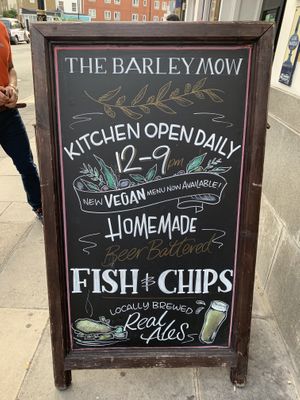 THE BARLEY MOW
KITCHEN OPEN DAILY
12-9pm
NEW VEGAN MENU NOW AVAILABLE!
HOMEMADE
Beer Battered
FISH & CHIPS
LOCALLY BREWED
Real Ales